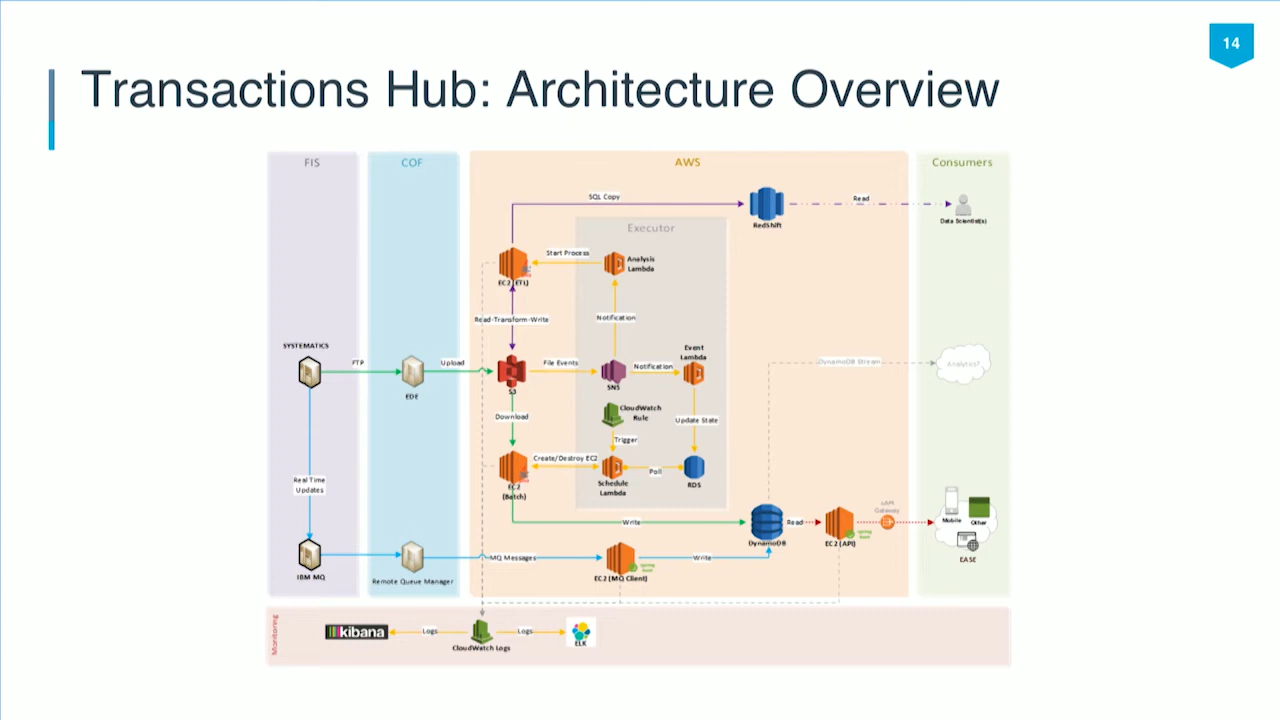 14
Transactions Hub: Architecture Overview
FIS
COF
AWS
Consumers
SQL Copy
Read
RedShift
Data Scientist(s)
Executor
Start Process
Analysis
Lambda
EC2 (ETL)
Read-Transform-Write
Notification
SYSTEMATICS
FTP
Upload
File Events
Notification
Event
Lambda
DynamoDB Stream
Analytics?
EDE
S3
SNS
Download
CloudWatch
Rule
Update State
Trigger
Create/Destroy EC2
Poll
EC2
(Batch)
Schedule
Lambda
RDS
Real Time
Updates
Write
DynamoDB
Read
EC2 (API)
Gateway
Mobile
Other
EASE
IBM MQ
Remote Queue Manager
MQ Messages
Write
EC2 (MQ Client)
Monitoring
kibana
Logs
CloudWatch Logs
Logs
ELK